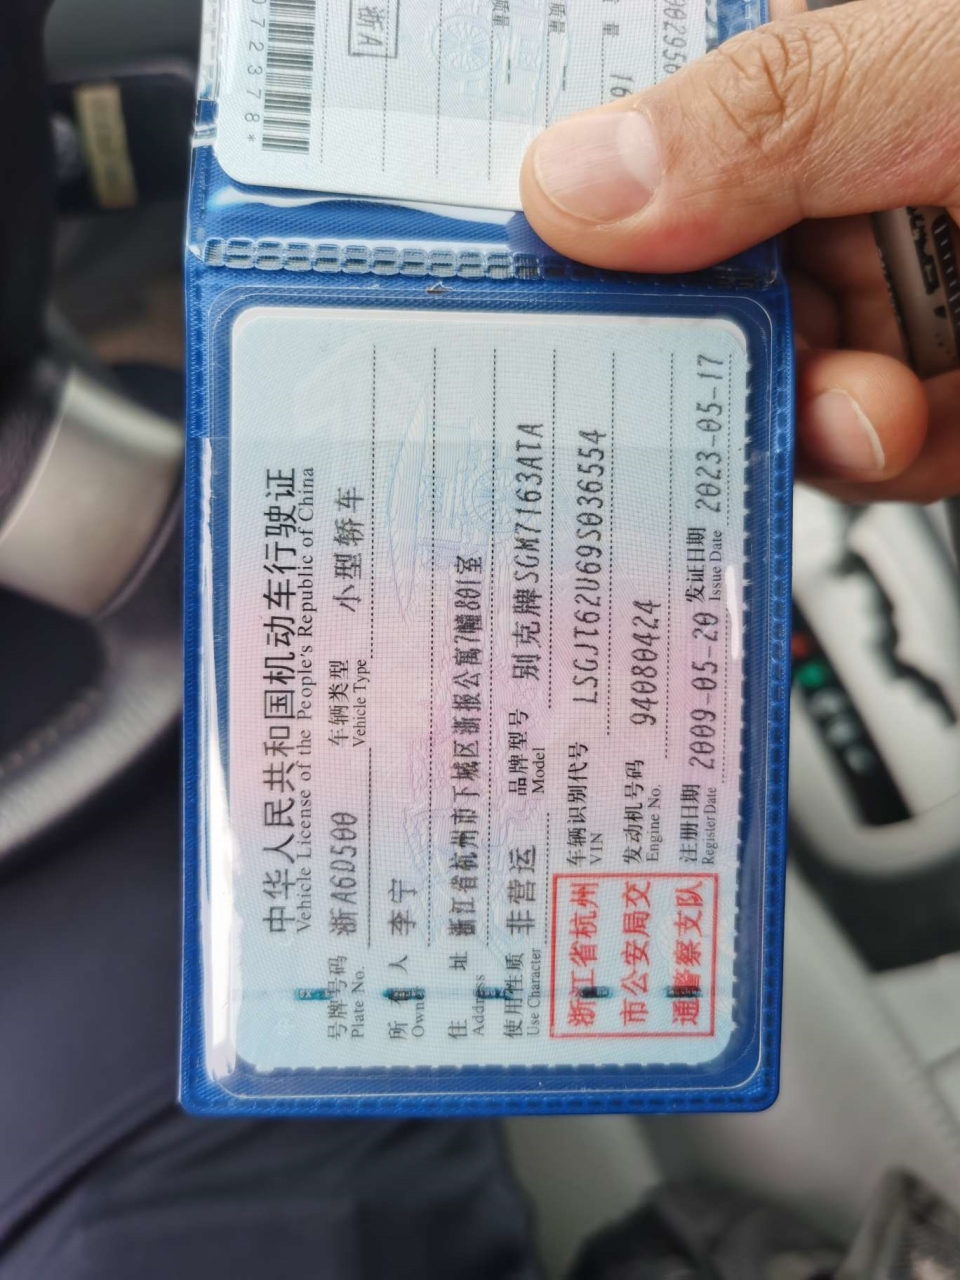 中华人民共和国机动车行驶证
Vehicle License of the People's Republic of China
号牌号码 浙A6D500 车辆类型 小型轿车
Plate No. Vehicle Type
所有人 李宁
Owner
住址 浙江省杭州市下城区浙报公寓7幢801室
Address
使用性质 非营运 品牌型号 别克牌SGM7163ATA
Use Character Model
浙江省杭州
市公安局交
通警察支队
车辆识别代号 LSGJT62U69S036554
VIN
发动机号码 94080424
Engine No.
注册日期 2009-05-20 发证日期 2023-05-17
Register Date Issue Date
浙A
072378*